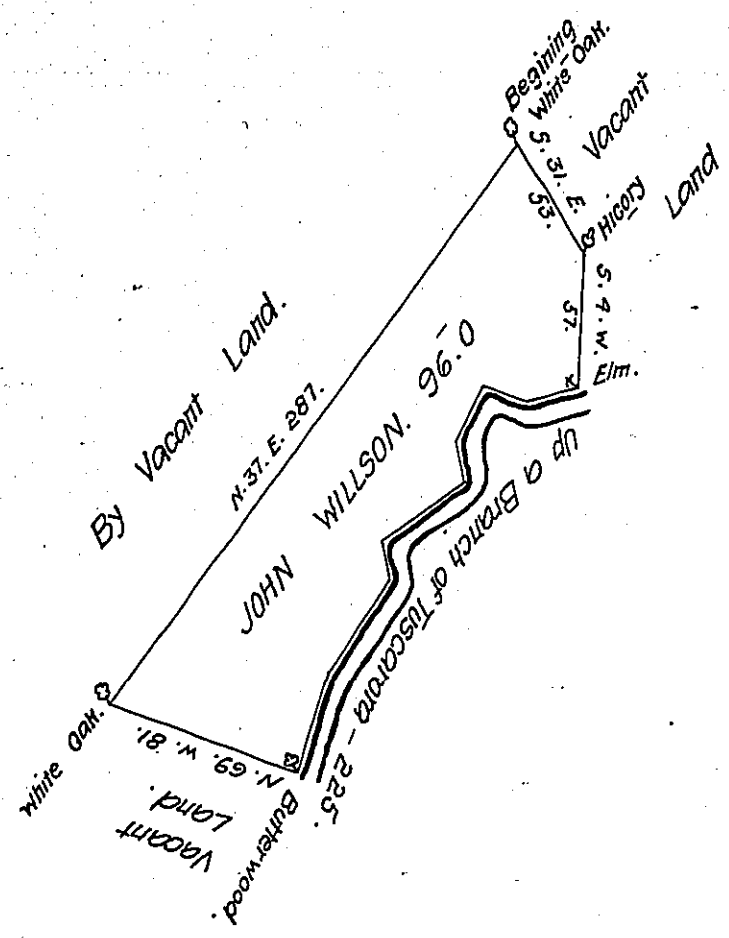 Begining
White-Oak.
S. 31. E.
53.
Vacant
Land
Hicory
S. 9. W.
57.
Elm.
Up a Branch of Tuscarora - 225.
Butterwood.
N. 69. W. 81.
Vacant
Land.
White Oak.
N. 37. E. 287.
By Vacant Land.
JOHN WILLSON. 96.0